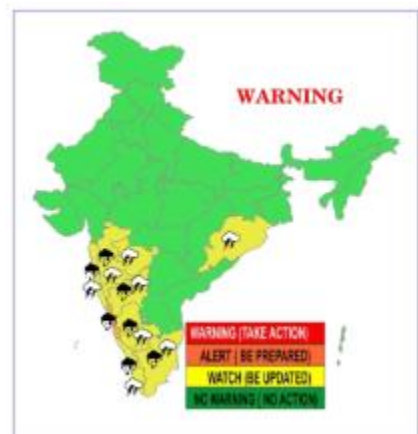 WARNING
WARNING (TAKE ACTION)
ALERT ( BE PREPARED)
WATCH (BE UPDATED)
NO WARNING ( NO ACTION)